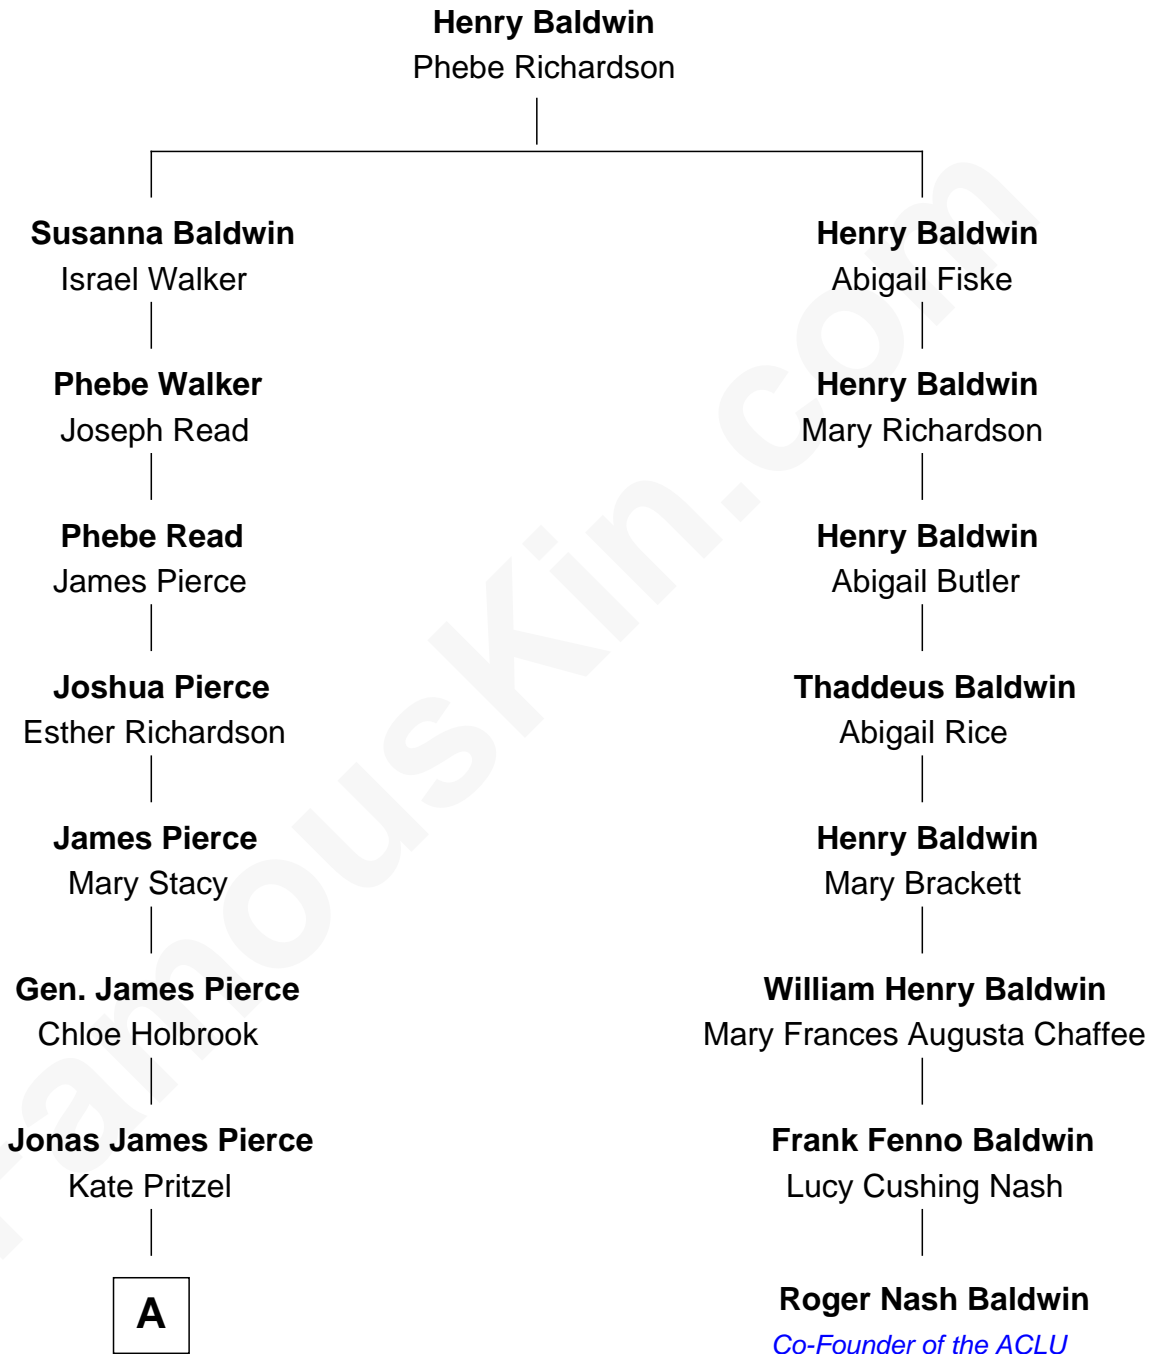 Henry Baldwin
Phebe Richardson
Susanna Baldwin
Israel Walker
Henry Baldwin
Abigail Fiske
Phebe Walker
Joseph Read
Henry Baldwin
Mary Richardson
Phebe Read
James Pierce
Henry Baldwin
Abigail Butler
Joshua Pierce
Esther Richardson
Thaddeus Baldwin
Abigail Rice
James Pierce
Mary Stacy
Henry Baldwin
Mary Brackett
Gen. James Pierce
Chloe Holbrook
William Henry Baldwin
Mary Frances Augusta Chaffee
Jonas James Pierce
Kate Pritzel
Frank Fenno Baldwin
Lucy Cushing Nash
A
Roger Nash Baldwin
Co-Founder of the ACLU
FamousKin.com